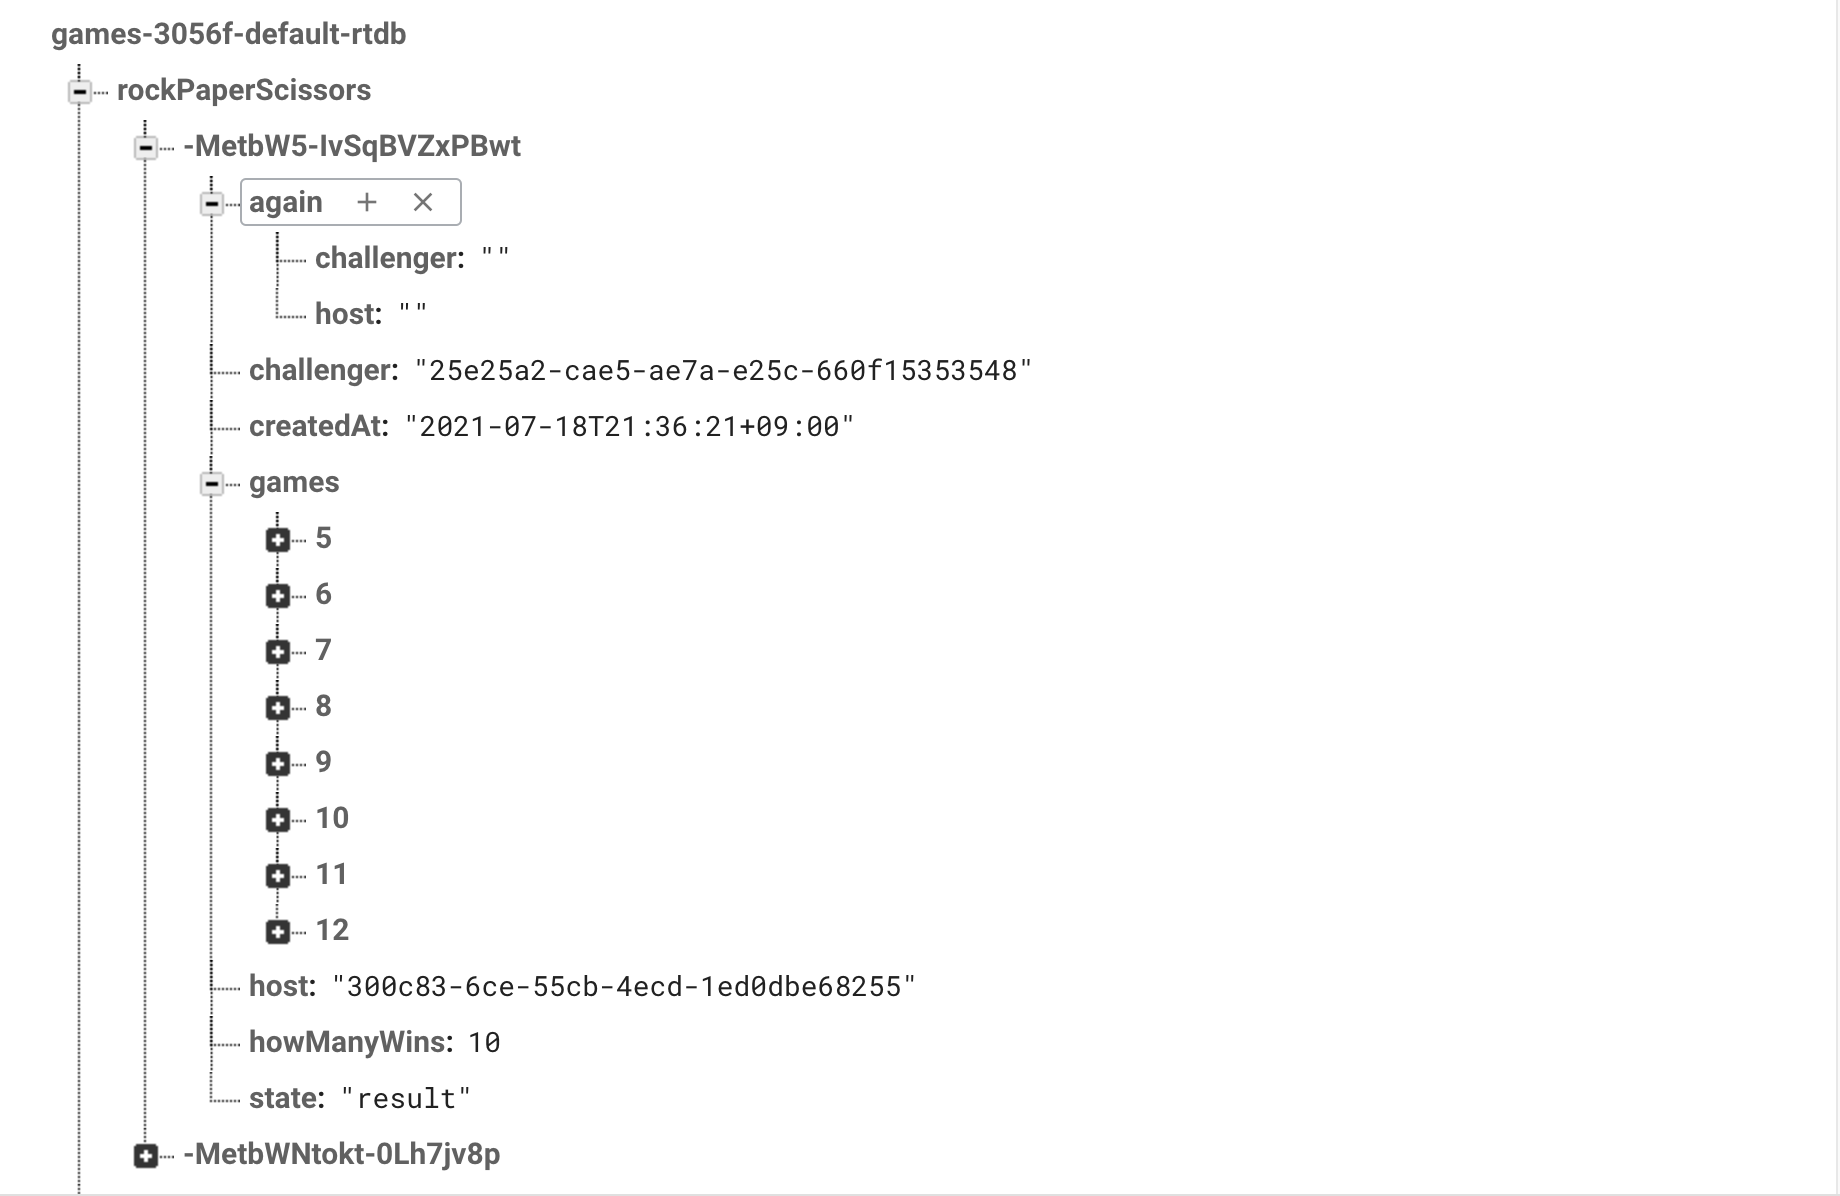 games-3056f-default-rtdb
rockPaperScissors
-MetbW5-IvSqBVZxPBwt
again + ×
challenger: ""
host: ""
challenger: "25e25a2-cae5-ae7a-e25c-660f15353548"
createdAt: "2021-07-18T21:36:21+09:00"
games
5
6
7
8
9
10
11
12
host: "300c83-6ce-55cb-4ecd-1ed0dbe68255"
howManyWins: 10
state: "result"
-MetbWNtokt-0Lh7jv8p